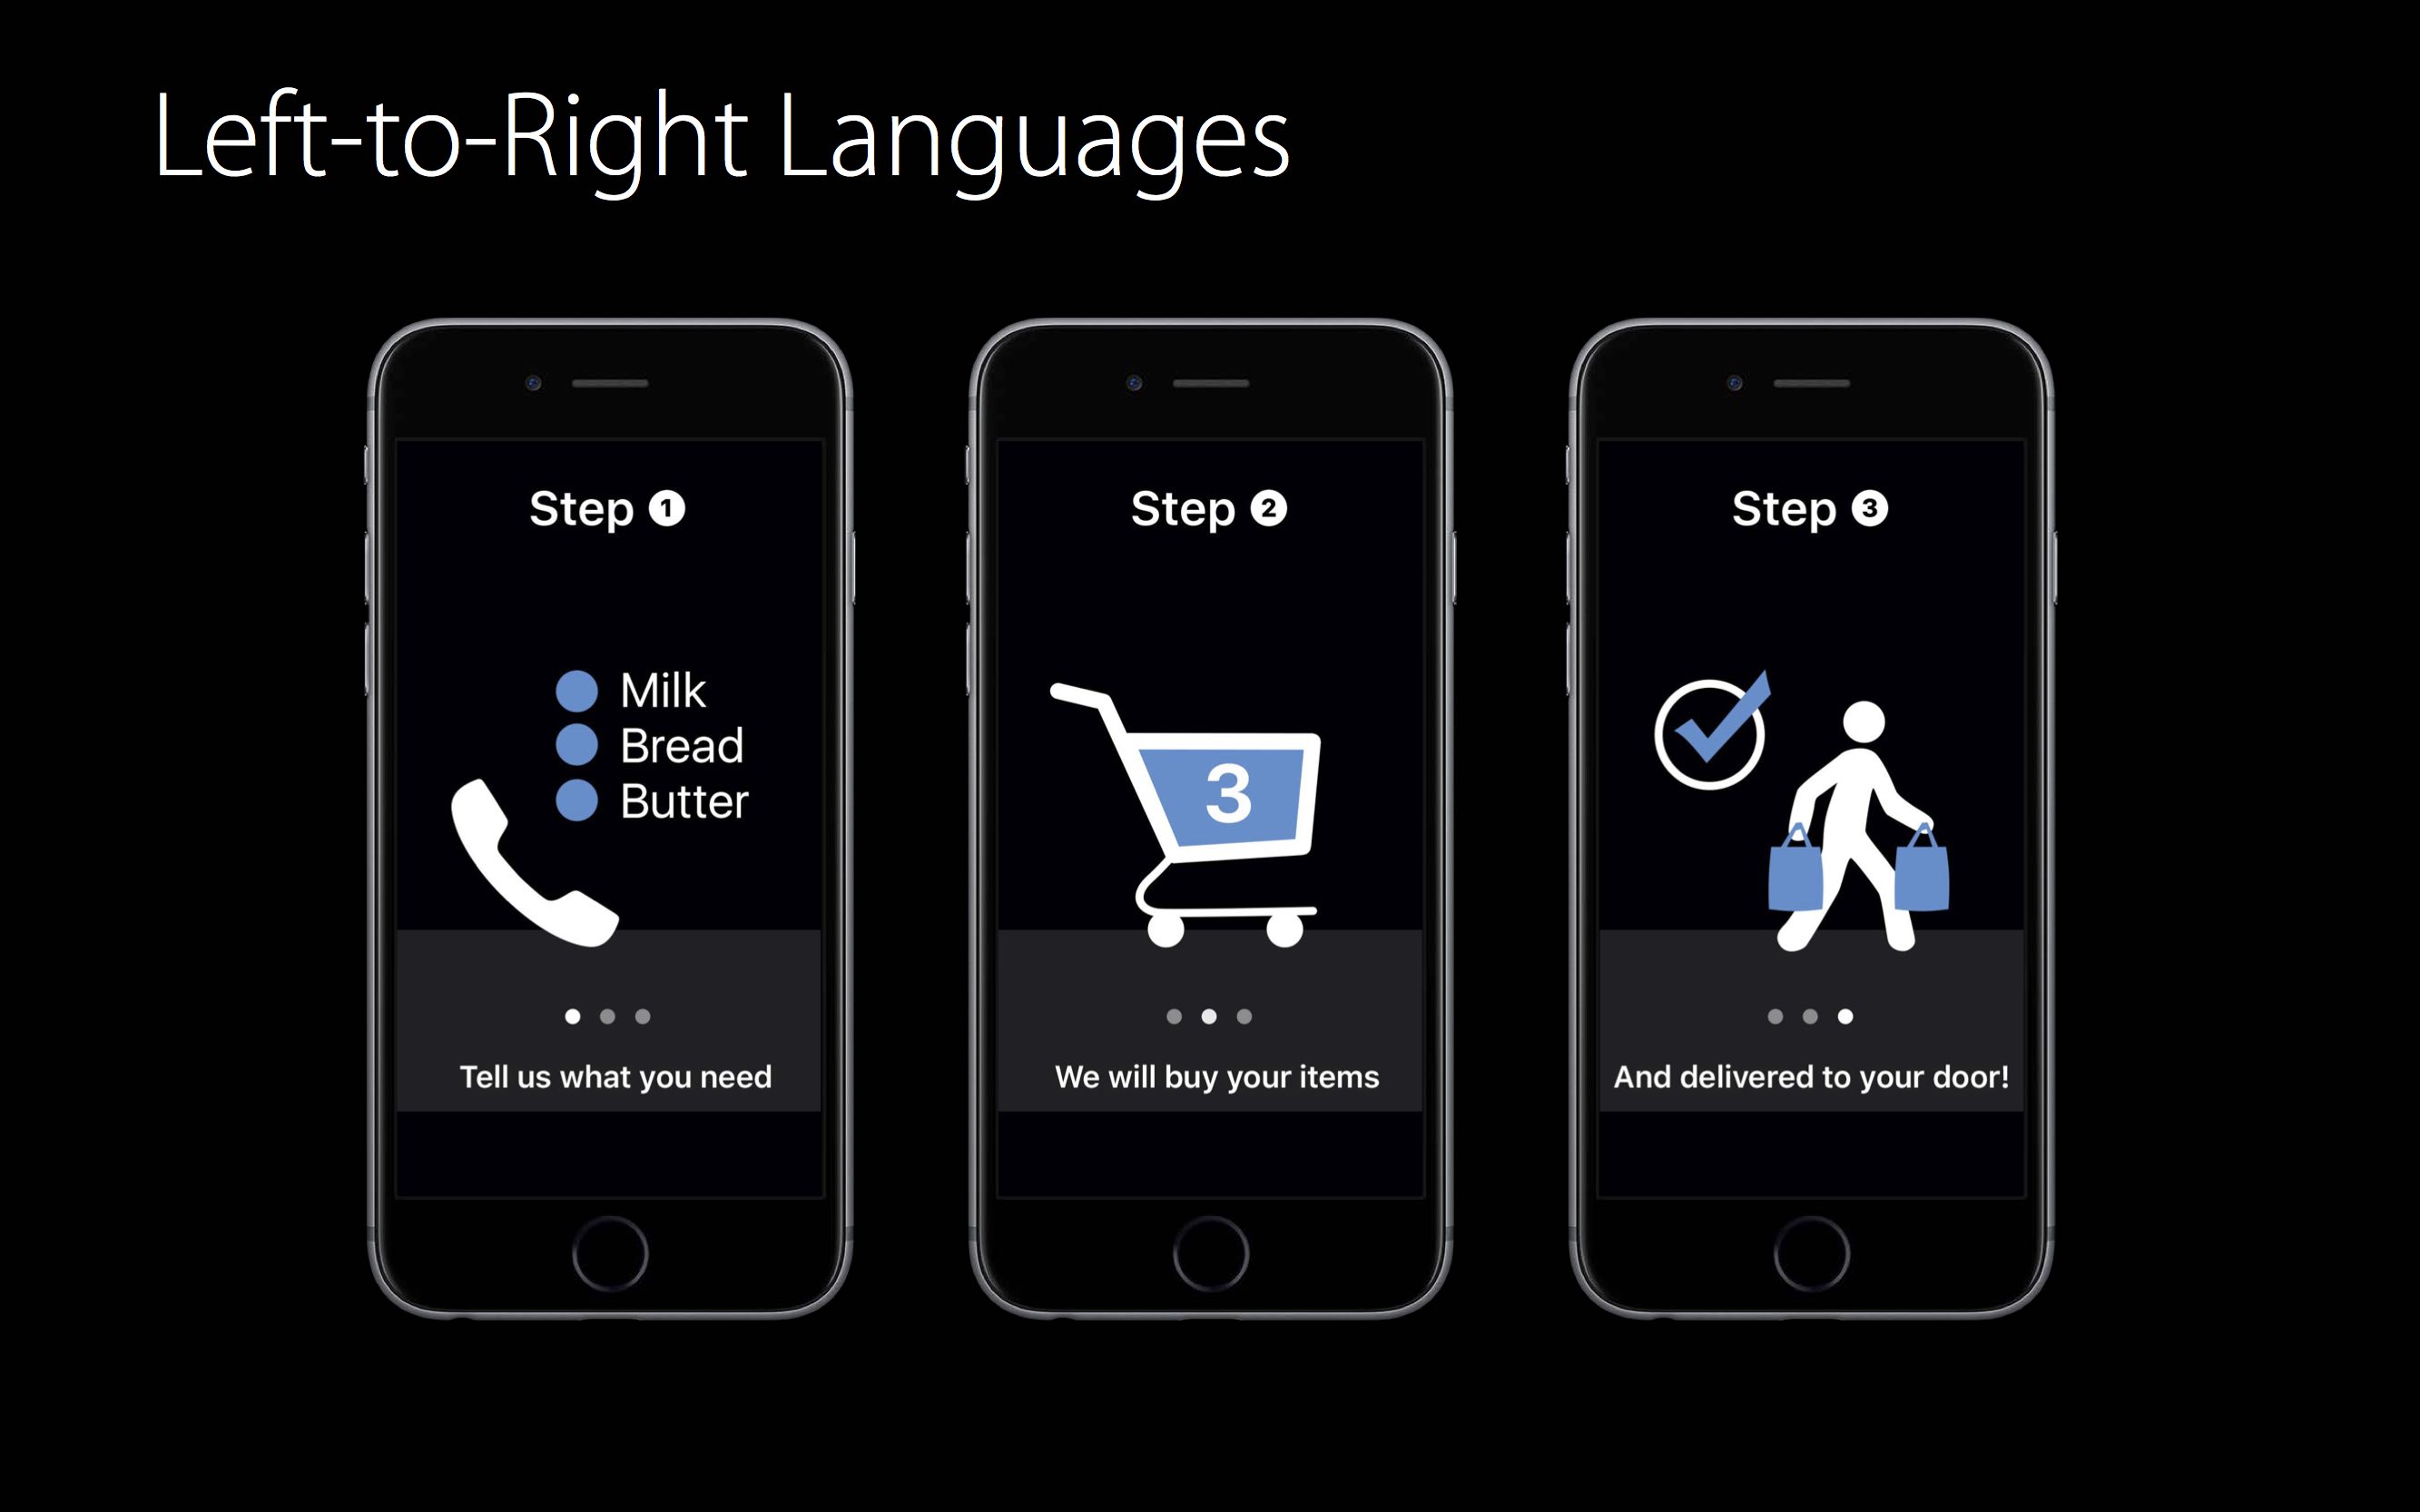 Left-to-Right Languages
Step 1
Milk
Bread
Butter
Tell us what you need
Step 2
3
We will buy your items
Step 3
And delivered to your door!